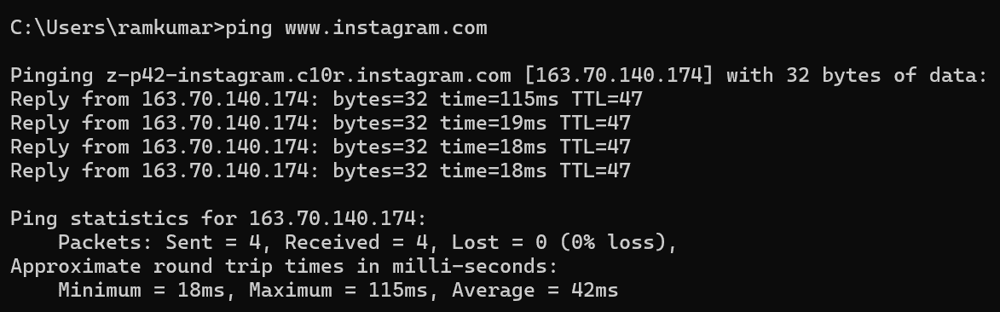 C:\Users\ramkumar>ping www.instagram.com
Pinging z-p42-instagram.c10r.instagram.com [163.70.140.174] with 32 bytes of data:
Reply from 163.70.140.174: bytes=32 time=115ms TTL=47
Reply from 163.70.140.174: bytes=32 time=19ms TTL=47
Reply from 163.70.140.174: bytes=32 time=18ms TTL=47
Reply from 163.70.140.174: bytes=32 time=18ms TTL=47
Ping statistics for 163.70.140.174:
    Packets: Sent = 4, Received = 4, Lost = 0 (0% loss),
Approximate round trip times in milli-seconds:
    Minimum = 18ms, Maximum = 115ms, Average = 42ms